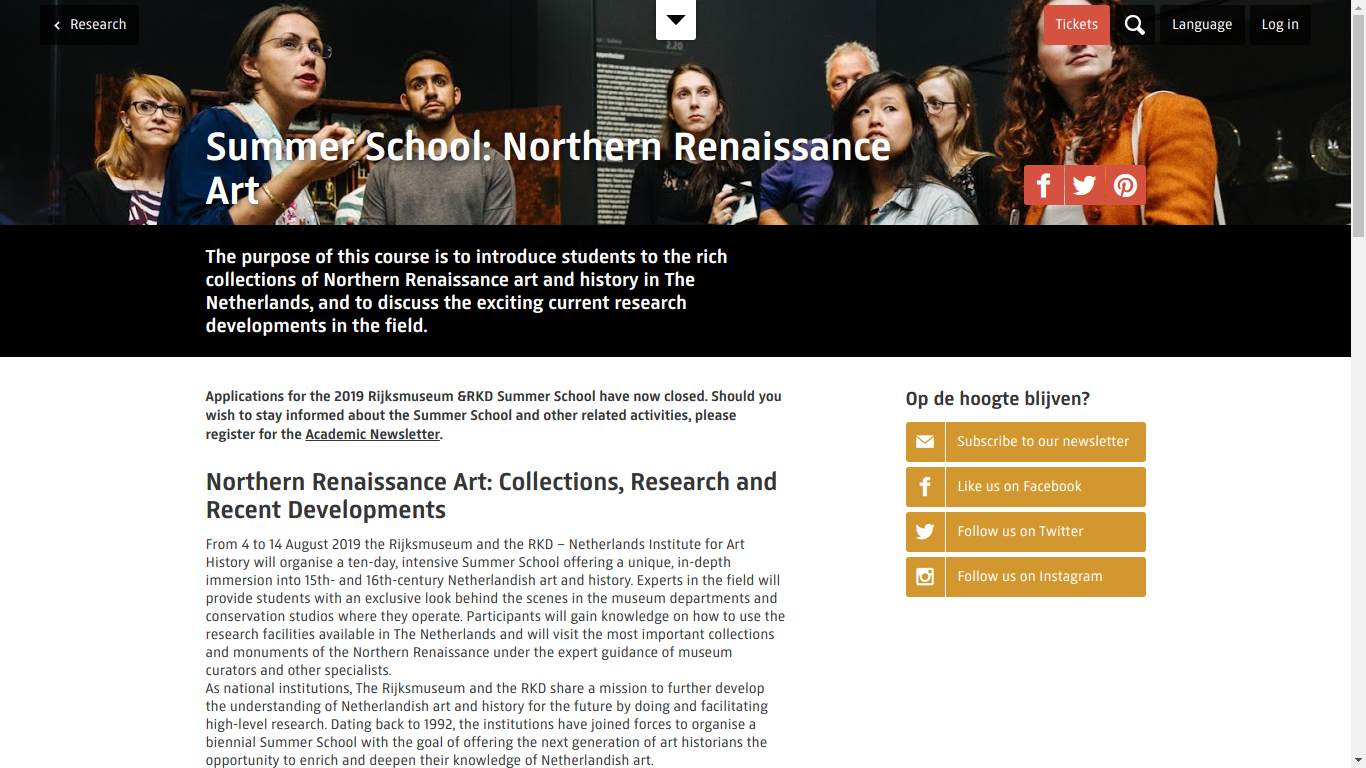 Research
Tickets
Language
Log in
2.20
Summer School: Northern Renaissance
Art
The purpose of this course is to introduce students to the rich
collections of Northern Renaissance art and history in The
Netherlands, and to discuss the exciting current research
developments in the field.
Applications for the 2019 Rijksmuseum &RKD Summer School have now closed. Should you
wish to stay informed about the Summer School and other related activities, please
register for the Academic Newsletter.
Northern Renaissance Art: Collections, Research and
Recent Developments
From 4 to 14 August 2019 the Rijksmuseum and the RKD – Netherlands Institute for Art
History will organise a ten-day, intensive Summer School offering a unique, in-depth
immersion into 15th- and 16th-century Netherlandish art and history. Experts in the field will
provide students with an exclusive look behind the scenes in the museum departments and
conservation studios where they operate. Participants will gain knowledge on how to use the
research facilities available in The Netherlands and will visit the most important collections
and monuments of the Northern Renaissance under the expert guidance of museum
curators and other specialists.
As national institutions, The Rijksmuseum and the RKD share a mission to further develop
the understanding of Netherlandish art and history for the future by doing and facilitating
high-level research. Dating back to 1992, the institutions have joined forces to organise a
biennial Summer School with the goal of offering the next generation of art historians the
opportunity to enrich and deepen their knowledge of Netherlandish art.
Op de hoogte blijven?
Subscribe to our newsletter
Like us on Facebook
Follow us on Twitter
Follow us on Instagram